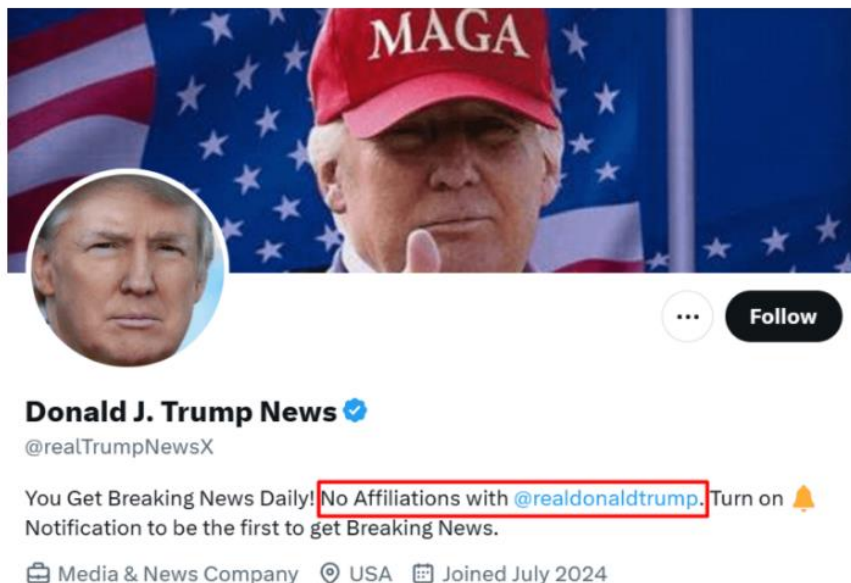 MAGA
Follow
Donald J. Trump News
@realTrumpNewsX
You Get Breaking News Daily! No Affiliations with @realdonaldtrump. Turn on 🔔
Notification to be the first to get Breaking News.
Media & News Company USA Joined July 2024